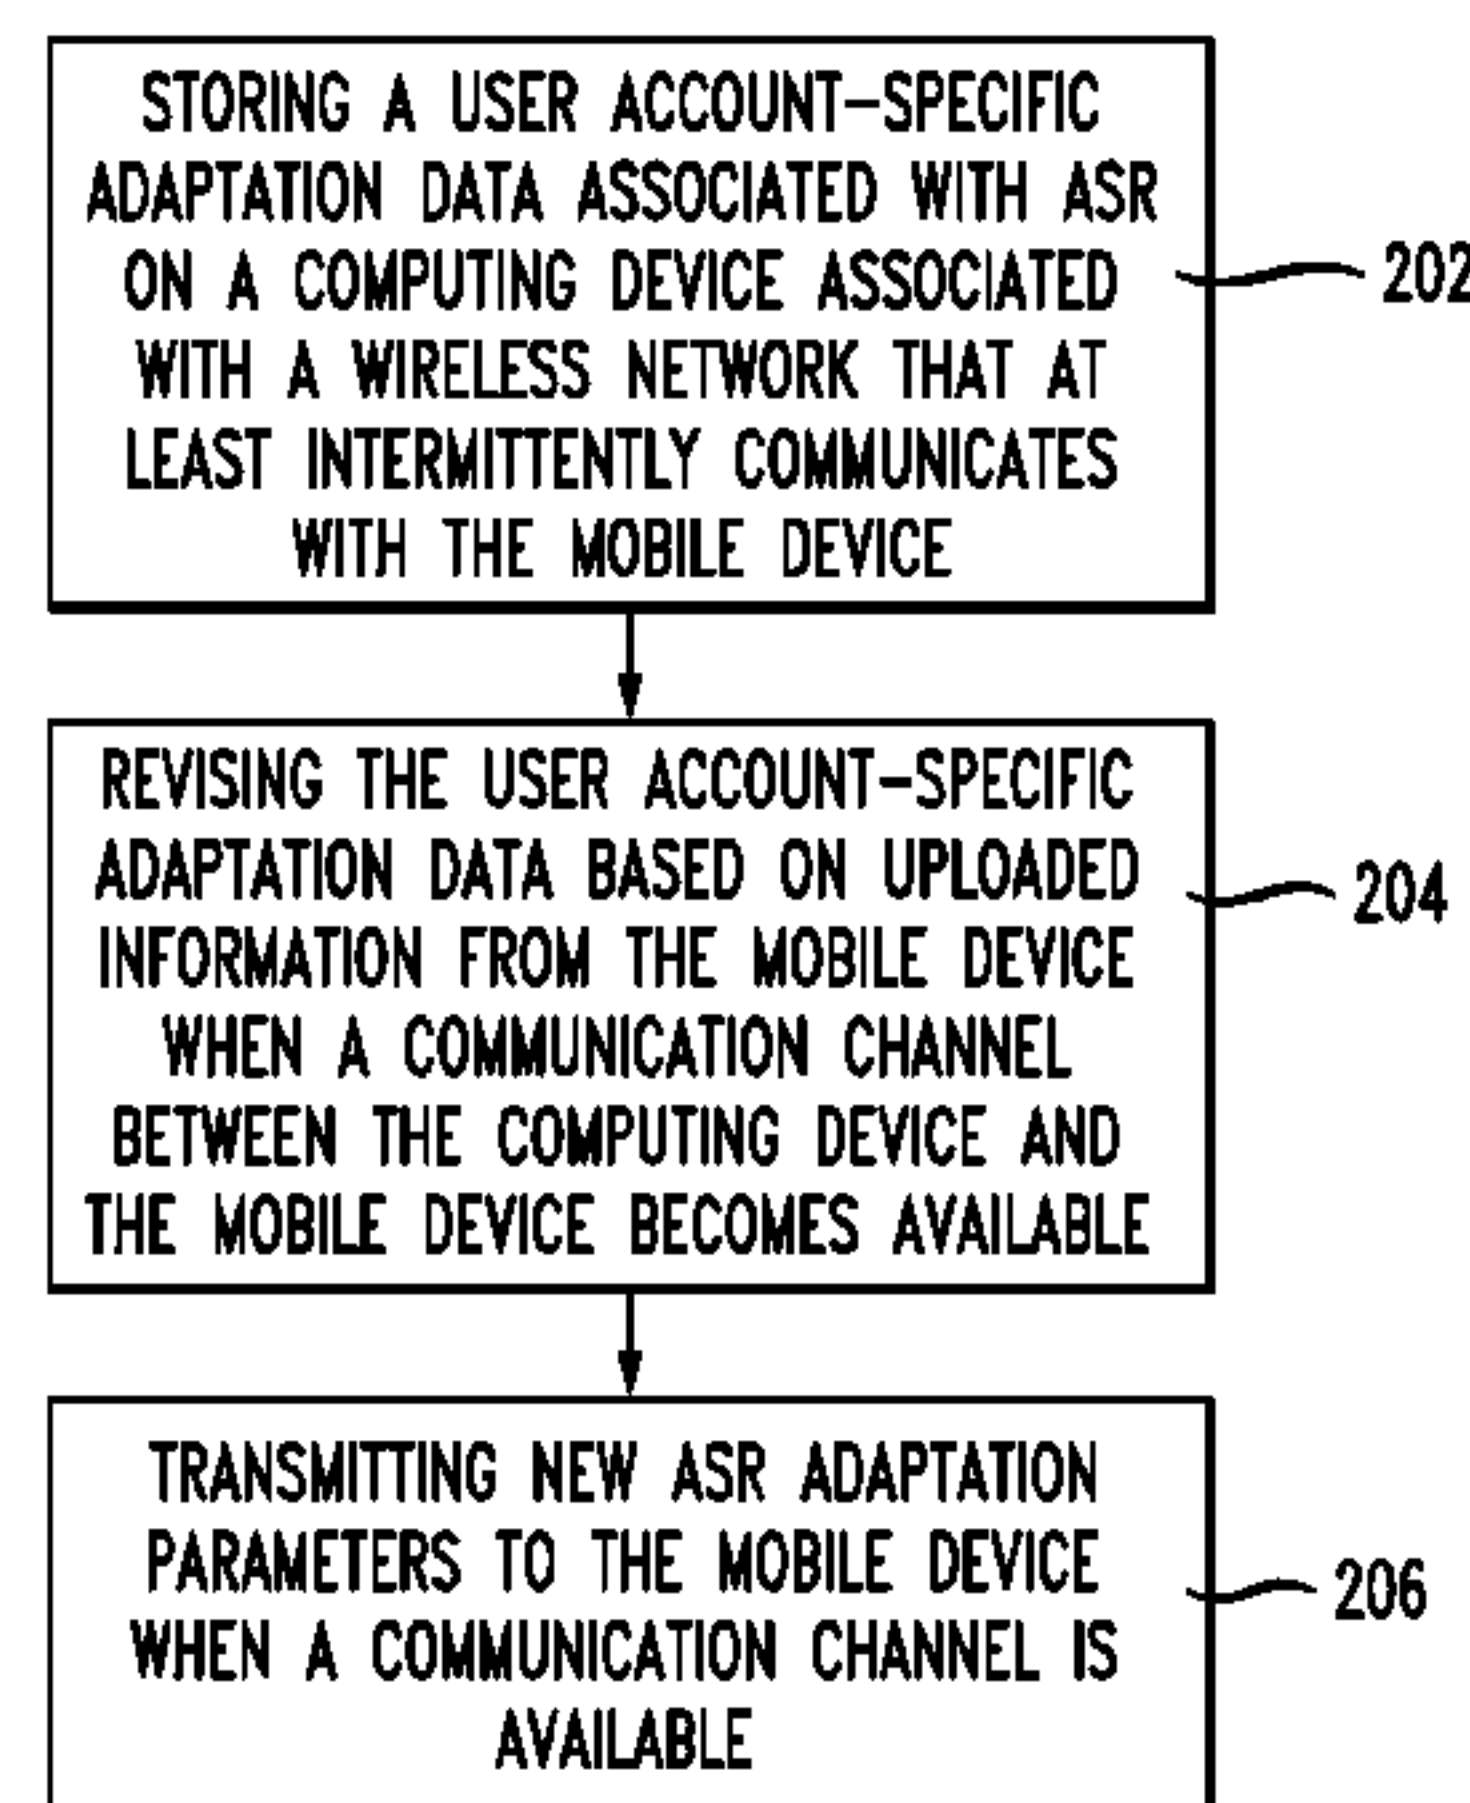 STORING A USER ACCOUNT-SPECIFIC
ADAPTATION DATA ASSOCIATED WITH ASR
ON A COMPUTING DEVICE ASSOCIATED
WITH A WIRELESS NETWORK THAT AT
LEAST INTERMITTENTLY COMMUNICATES
WITH THE MOBILE DEVICE
202
REVISING THE USER ACCOUNT-SPECIFIC
ADAPTATION DATA BASED ON UPLOADED
INFORMATION FROM THE MOBILE DEVICE
WHEN A COMMUNICATION CHANNEL
BETWEEN THE COMPUTING DEVICE AND
THE MOBILE DEVICE BECOMES AVAILABLE
204
TRANSMITTING NEW ASR ADAPTATION
PARAMETERS TO THE MOBILE DEVICE
WHEN A COMMUNICATION CHANNEL IS
AVAILABLE
206